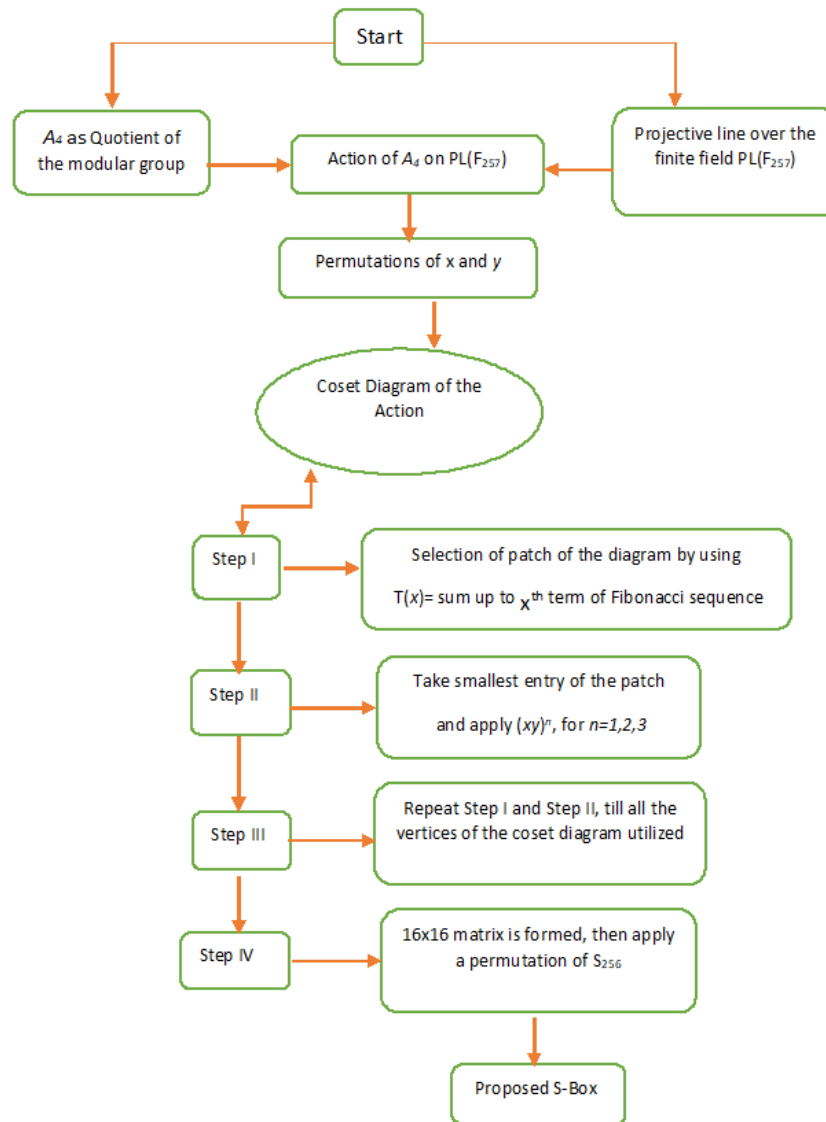 Start
A₄ as Quotient of
the modular group
Action of A₄ on PL(F₂₅₇)
Projective line over the
finite field PL(F₂₅₇)
Permutations of x and y
Coset Diagram of the
Action
Step I
Selection of patch of the diagram by using
T(x)= sum up to xᵗʰ term of Fibonacci sequence
Step II
Take smallest entry of the patch
and apply (xy)ⁿ, for n=1,2,3
Step III
Repeat Step I and Step II, till all the
vertices of the coset diagram utilized
Step IV
16x16 matrix is formed, then apply
a permutation of S₂₅₆
Proposed S-Box